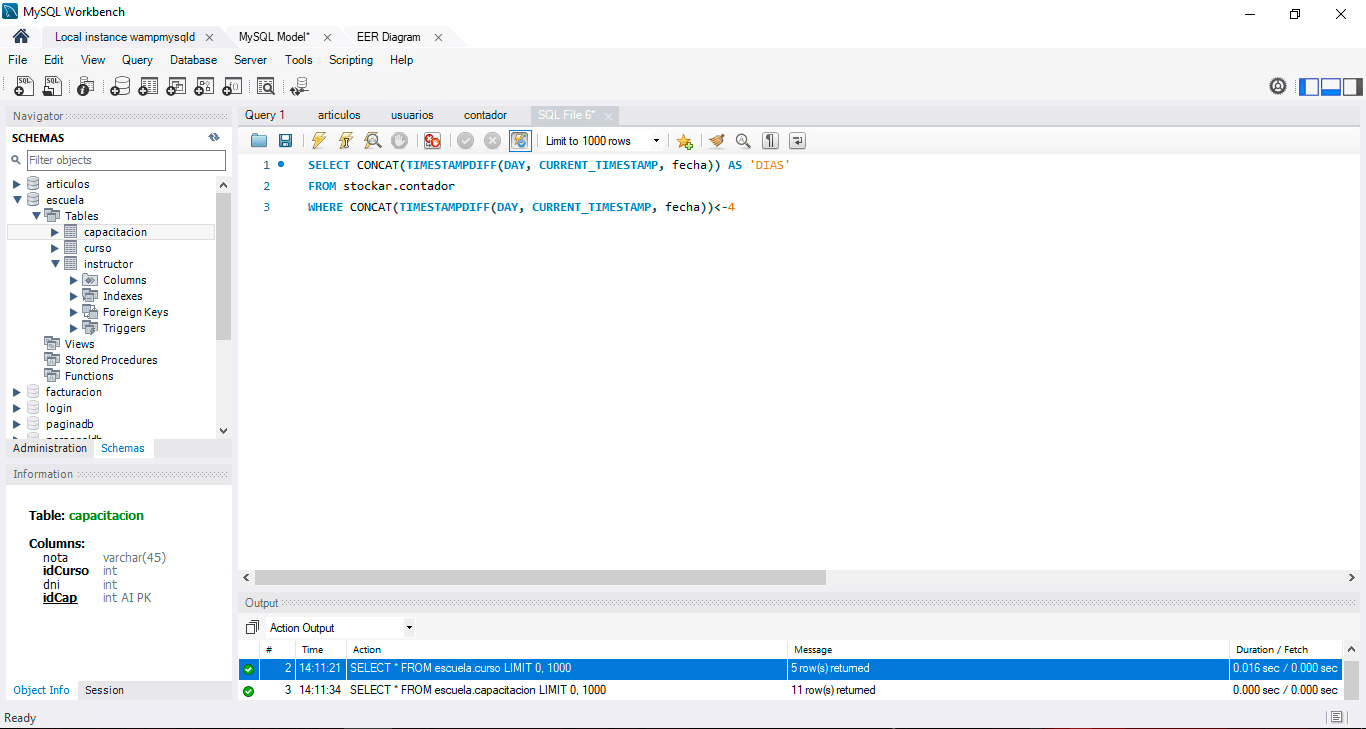 MySQL Workbench
Local instance wampmysqld
MySQL Model*
EER Diagram
File Edit View Query Database Server Tools Scripting Help
Navigator
SCHEMAS
Filter objects
articulos
escuela
Tables
capacitacion
curso
instructor
Columns
Indexes
Foreign Keys
Triggers
Views
Stored Procedures
Functions
facturacion
login
paginadb
Administration Schemas
Information
Table: capacitacion
Columns:
nota varchar(45)
idCurso int
dni int
idCap int AI PK
Object Info Session
Query 1 articulos usuarios contador SQL File 6*
Limit to 1000 rows
1 SELECT CONCAT(TIMESTAMPDIFF(DAY, CURRENT_TIMESTAMP, fecha)) AS 'DIAS'
2 FROM stockar.contador
3 WHERE CONCAT(TIMESTAMPDIFF(DAY, CURRENT_TIMESTAMP, fecha))<-4
Output
Action Output
# Time Action Message Duration / Fetch
2 14:11:21 SELECT * FROM escuela.curso LIMIT 0, 1000 5 row(s) returned 0.016 sec / 0.000 sec
3 14:11:34 SELECT * FROM escuela.capacitacion LIMIT 0, 1000 11 row(s) returned 0.000 sec / 0.000 sec
Ready